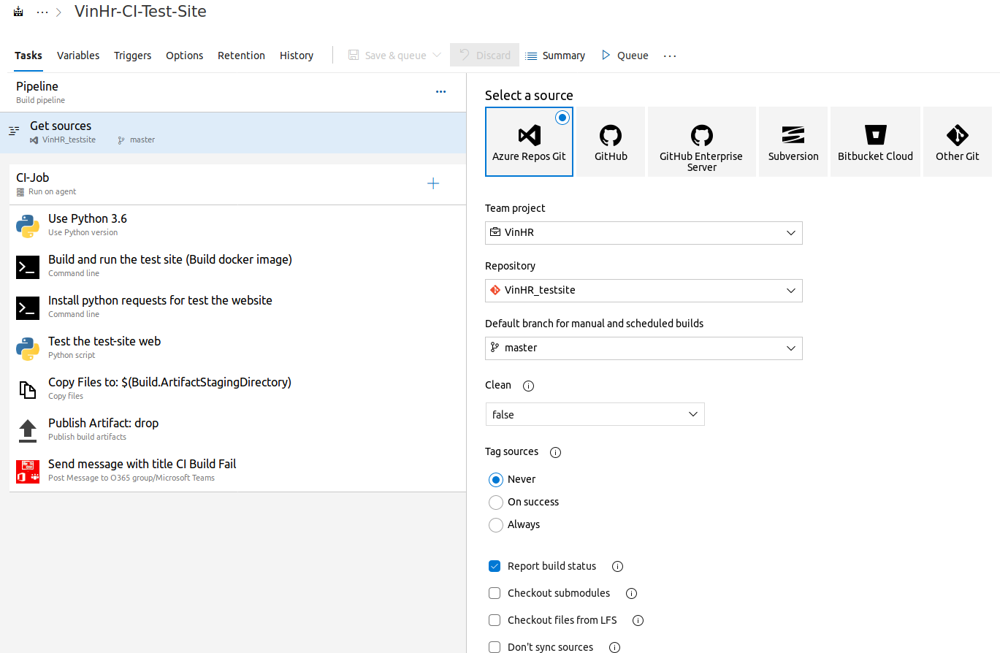 ··· > VinHr-CI-Test-Site
Tasks Variables Triggers Options Retention History Save & queue Discard Summary Queue ···
Pipeline
Build pipeline
Get sources
VinHR_testsite master
CI-Job
Run on agent
Use Python 3.6
Use Python version
Build and run the test site (Build docker image)
Command line
Install python requests for test the website
Command line
Test the test-site web
Python script
Copy Files to: $(Build.ArtifactStagingDirectory)
Copy files
Publish Artifact: drop
Publish build artifacts
Send message with title CI Build Fail
Post Message to O365 group/Microsoft Teams
Select a source
Azure Repos Git
GitHub
GitHub Enterprise
Server
Subversion
Bitbucket Cloud
Other Git
Team project
VinHR
Repository
VinHR_testsite
Default branch for manual and scheduled builds
master
Clean
false
Tag sources
Never
On success
Always
Report build status
Checkout submodules
Checkout files from LFS
Don't sync sources